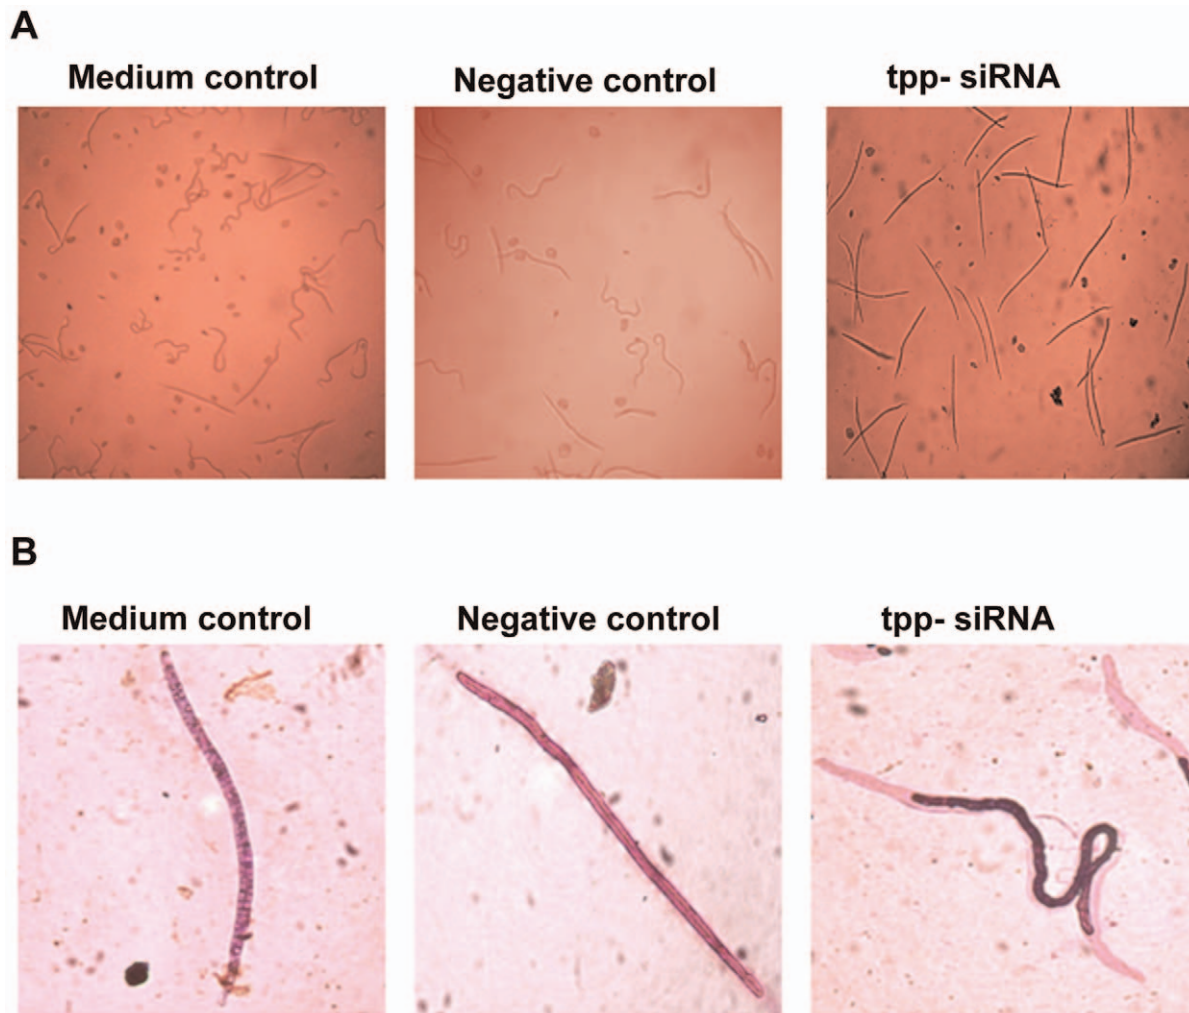 A
Medium control
Negative control
tpp- siRNA
B
Medium control
Negative control
tpp- siRNA